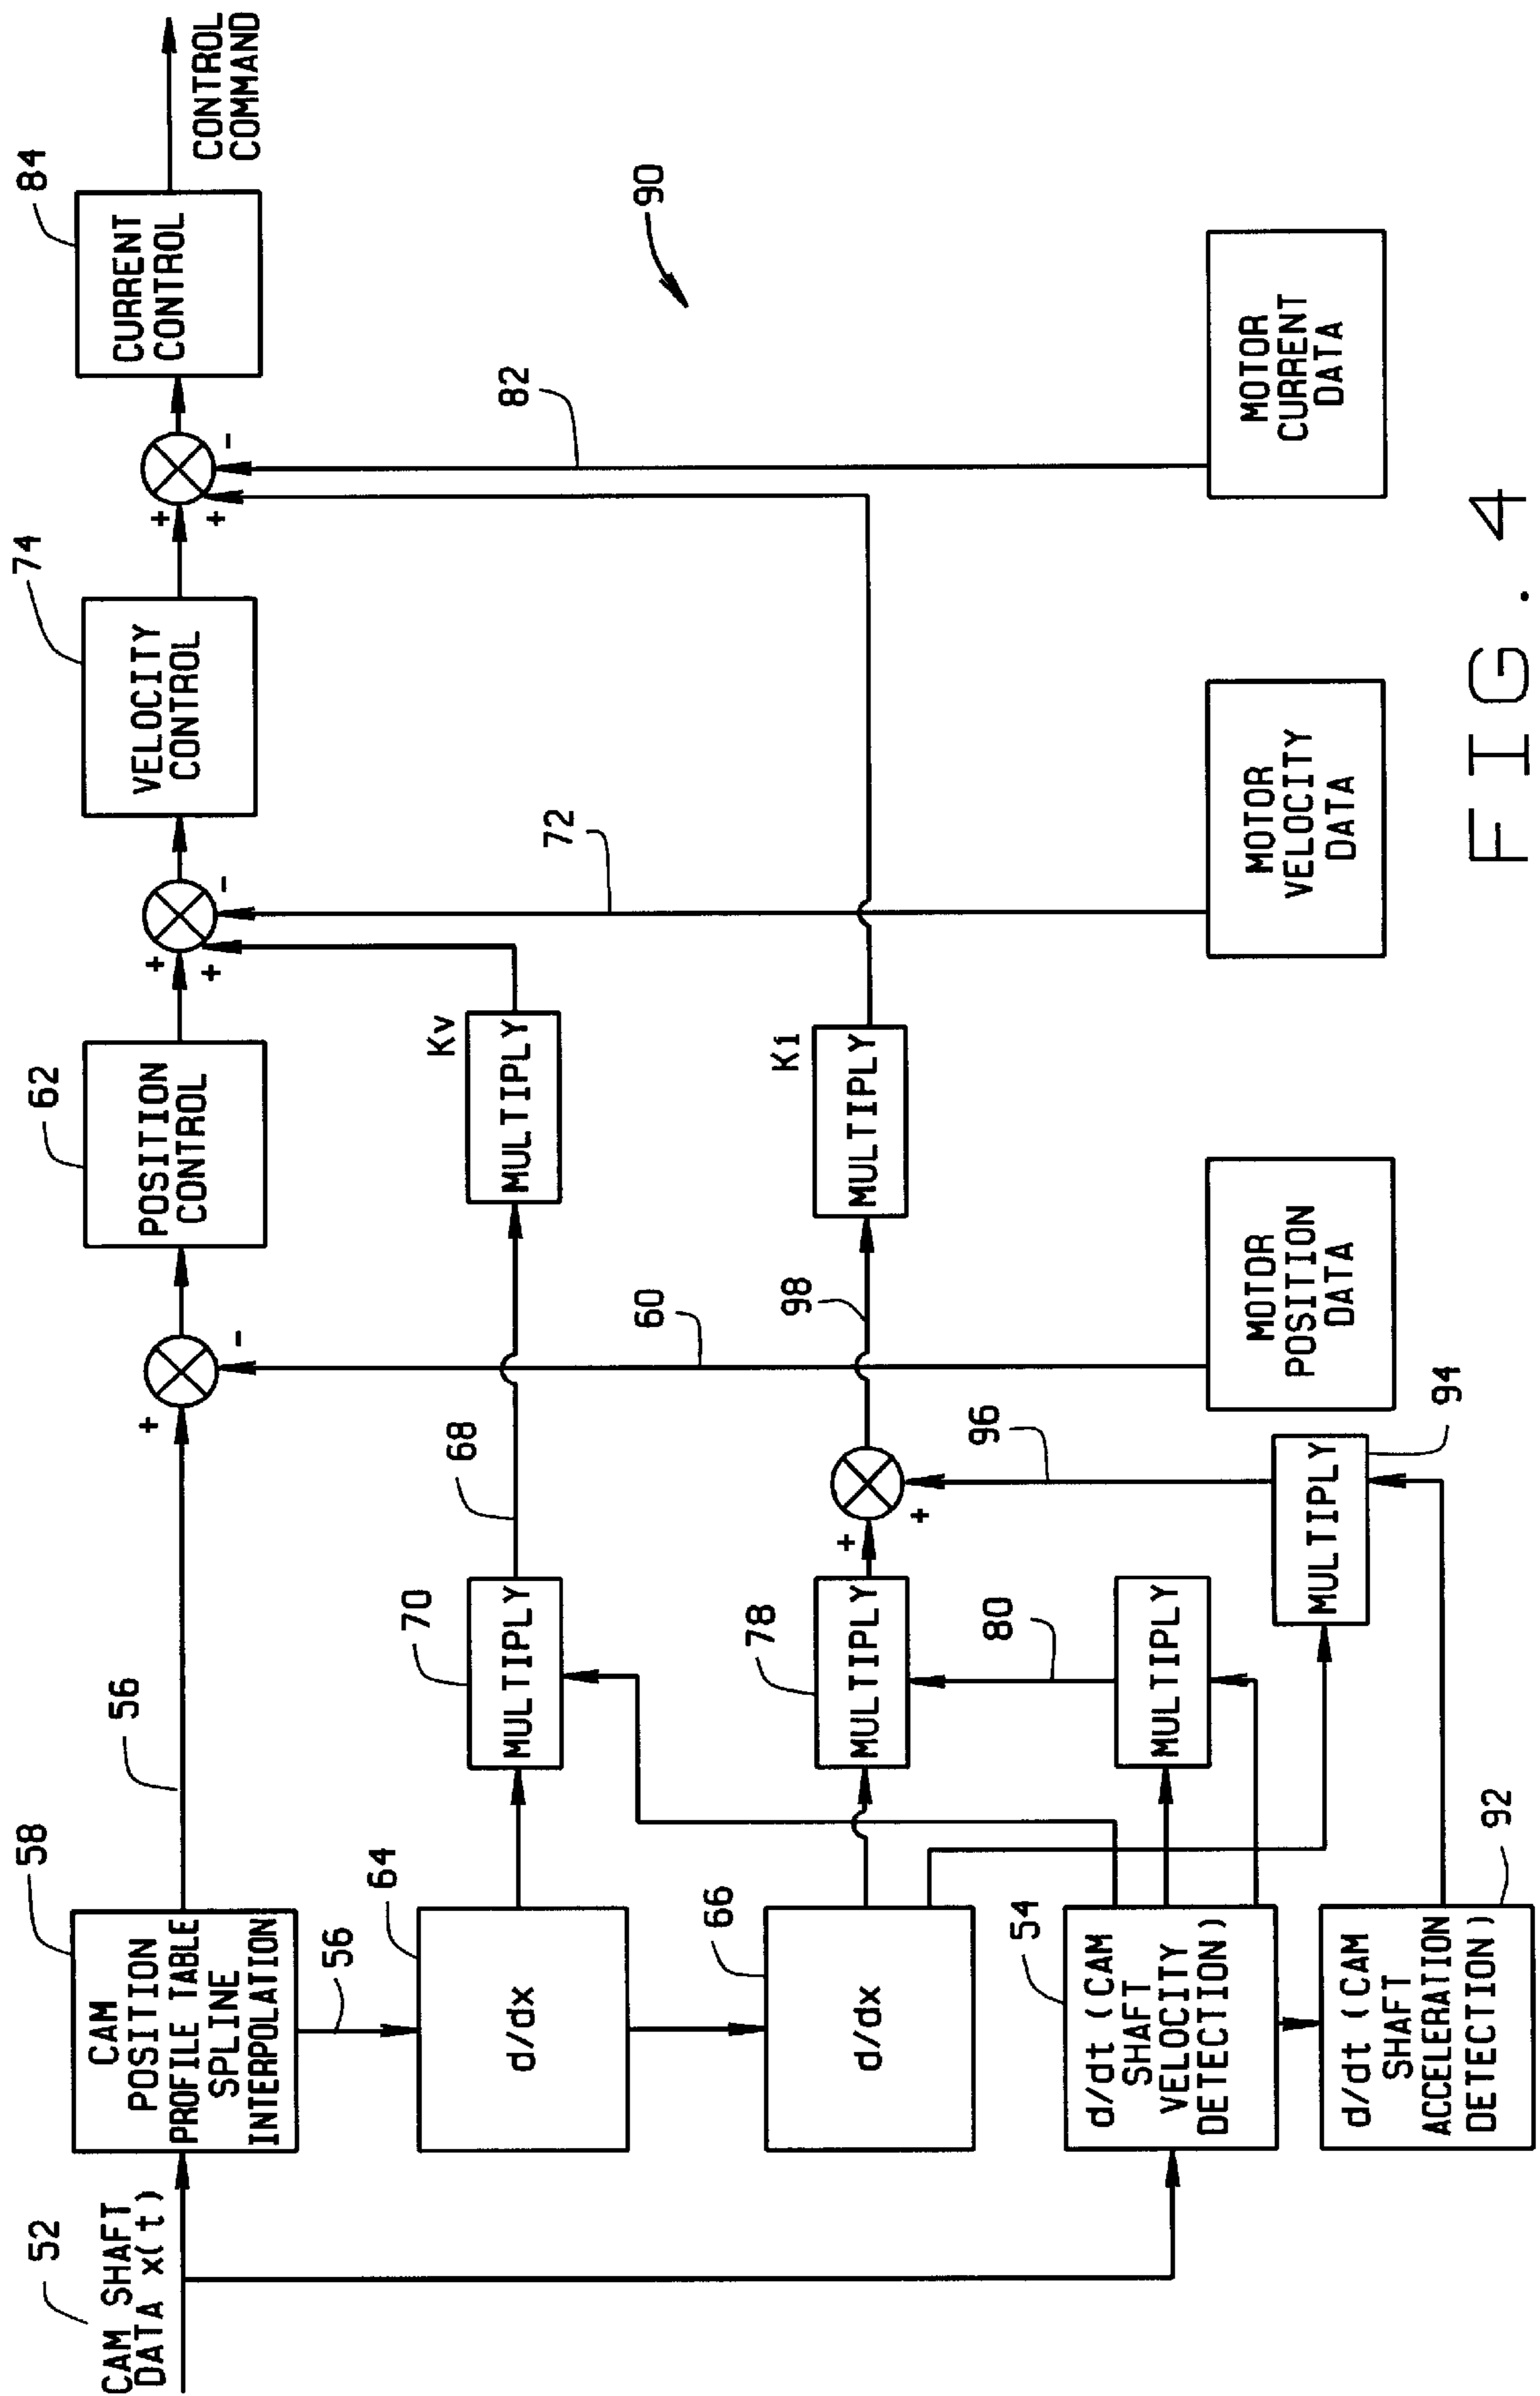 52
CAM SHAFT
DATA x(t)
58
CAM
POSITION
PROFILE TABLE
SPLINE
INTERPOLATION
56
+
-
62
POSITION
CONTROL
+
+
-
74
VELOCITY
CONTROL
+
+
-
84
CURRENT
CONTROL
CONTROL
COMMAND
56
64
d/dx
70
MULTIPLY
68
Kv
MULTIPLY
72
82
90
66
d/dx
78
MULTIPLY
+
+
98
60
Ki
MULTIPLY
54
d/dt (CAM
SHAFT
VELOCITY
DETECTION)
80
MULTIPLY
96
MULTIPLY
94
d/dt (CAM
SHAFT
ACCELERATION
DETECTION)
92
MOTOR
POSITION
DATA
MOTOR
VELOCITY
DATA
MOTOR
CURRENT
DATA
FIG. 4